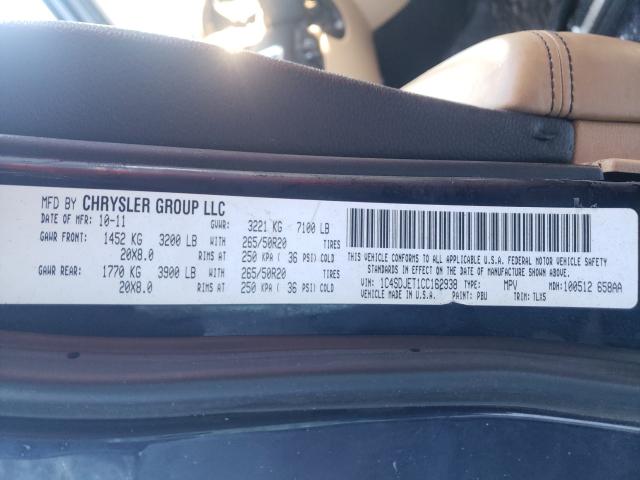 MFD BY CHRYSLER GROUP LLC
DATE OF MFR: 10-11 GVWR: 3221 KG 7100 LB
GAWR FRONT: 1452 KG 3200 LB WITH 265/50R20 TIRES
20X8.0 RIMS AT 250 KPA ( 36 PSI) COLD
GAWR REAR: 1770 KG 3900 LB WITH 265/50R20 TIRES
20X8.0 RIMS AT 250 KPA ( 36 PSI) COLD
THIS VEHICLE CONFORMS TO ALL APPLICABLE U.S.A. FEDERAL MOTOR VEHICLE SAFETY
STANDARDS IN EFFECT ON THE DATE OF MANUFACTURE SHOWN ABOVE.
VIN: 1C4SDJET1CC162938 TYPE: MPV MDH: 100512 658AA
VEHICLE MADE IN U.S.A. PAINT: PBU TRIM: TLX5